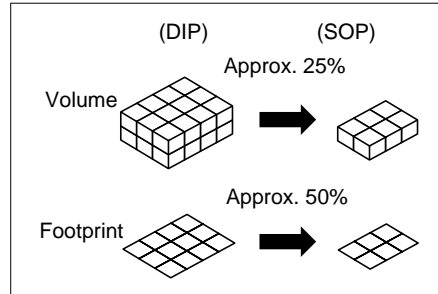 (DIP) (SOP)
Approx. 25%
Volume
Approx. 50%
Footprint